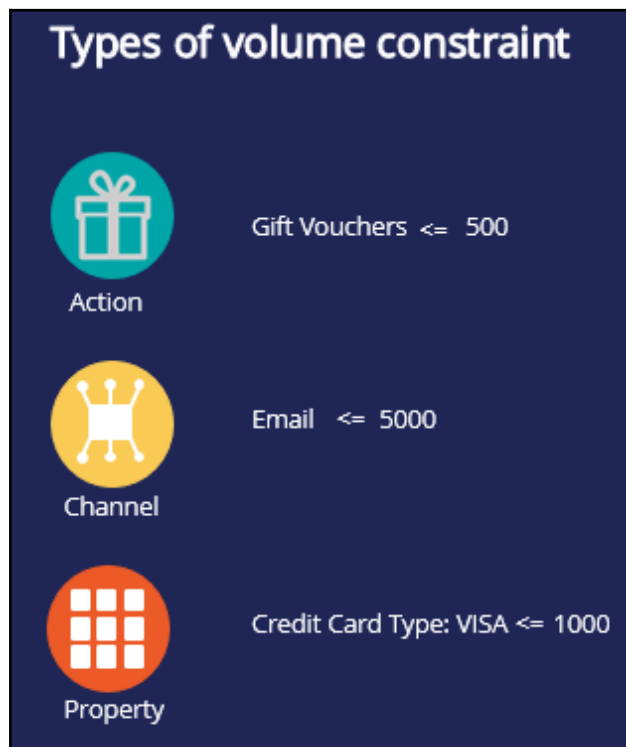 Types of volume constraint
Gift Vouchers <= 500
Action
Email <= 5000
Channel
Credit Card Type: VISA <= 1000
Property